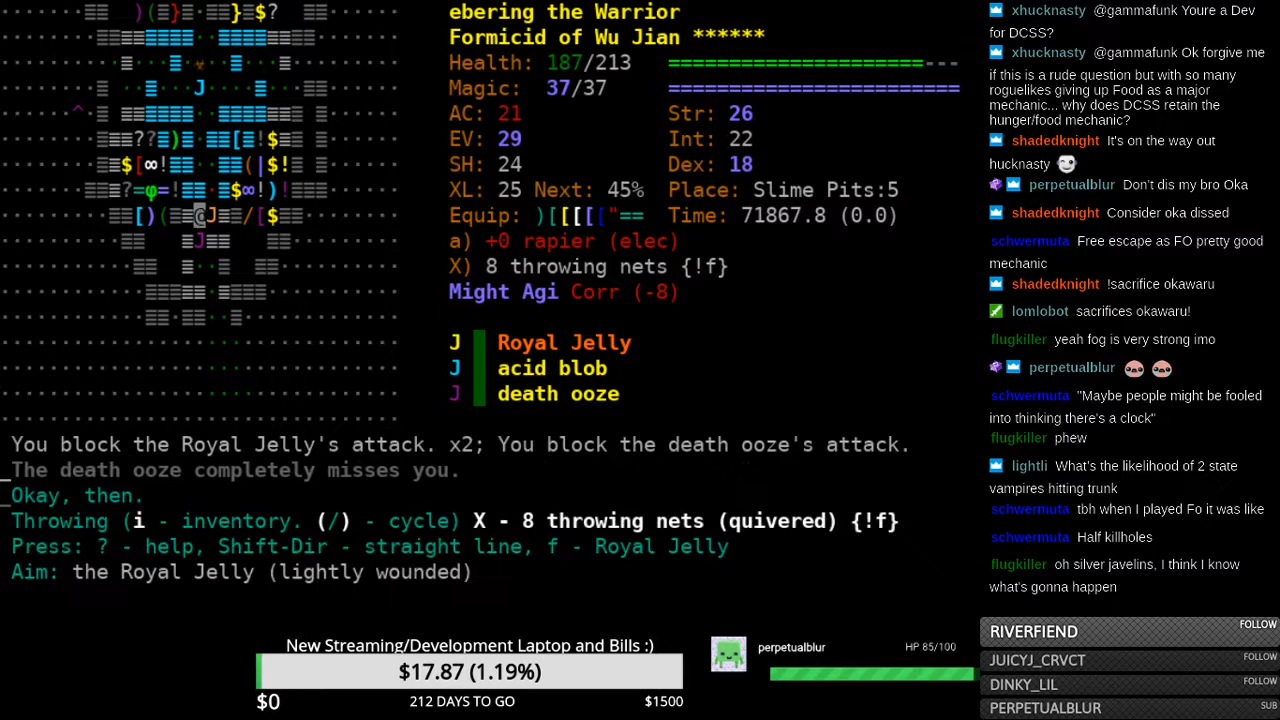 ebering the Warrior
Formicid of Wu Jian ******
Health: 187/213 ====================---
Magic: 37/37 ========================
AC: 21 Str: 26
EV: 29 Int: 22
SH: 24 Dex: 18
XL: 25 Next: 45% Place: Slime Pits:5
Equip: )[[[[["== Time: 71867.8 (0.0)
a) +0 rapier (elec)
X) 8 throwing nets {!f}
Might Agi Corr (-8)
J Royal Jelly
J acid blob
J death ooze
You block the Royal Jelly's attack. x2; You block the death ooze's attack.
_The death ooze completely misses you.
_Okay, then.
Throwing (i - inventory. (/) - cycle) X - 8 throwing nets (quivered) {!f}
Press: ? - help, Shift-Dir - straight line, f - Royal Jelly
Aim: the Royal Jelly (lightly wounded)
New Streaming/Development Laptop and Bills :)
$17.87 (1.19%)
$0 212 DAYS TO GO $1500
perpetualblur HP 85/100
xhucknasty @gammafunk Youre a Dev
for DCSS?
xhucknasty @gammafunk Ok forgive me
if thats a rude question but with so many
roguelikes giving up Food as a major
mechanic... why does DCSS retain the
hunger/food mechanic?
shadedknight It's on the way out
hucknasty
perpetualblur Don't dis my pro Oka
shadedknight Consider oka dissed
schwermuta Free escape as FO pretty good
mechanic
shadedknight sacrifice okawaru
lomlobot sacrifices okawaru!
flugkiller yeah fog is very strong imo
perpetualblur
schwermuta "Maybe people might be fooled
into thinking there's a clock"
flugkiller phew
lightli What's the likelihood of 2 state
vampires hitting trunk
schwermuta tbh when I played Fo it was like
schwermuta Half killholes
flugkiller oh silver javelins, I think I know
what's gonna happen
RIVERFIEND FOLLOW
JUICYJ_CRVCT FOLLOW
DINKY_LIL FOLLOW
PERPETUALBLUR SUB